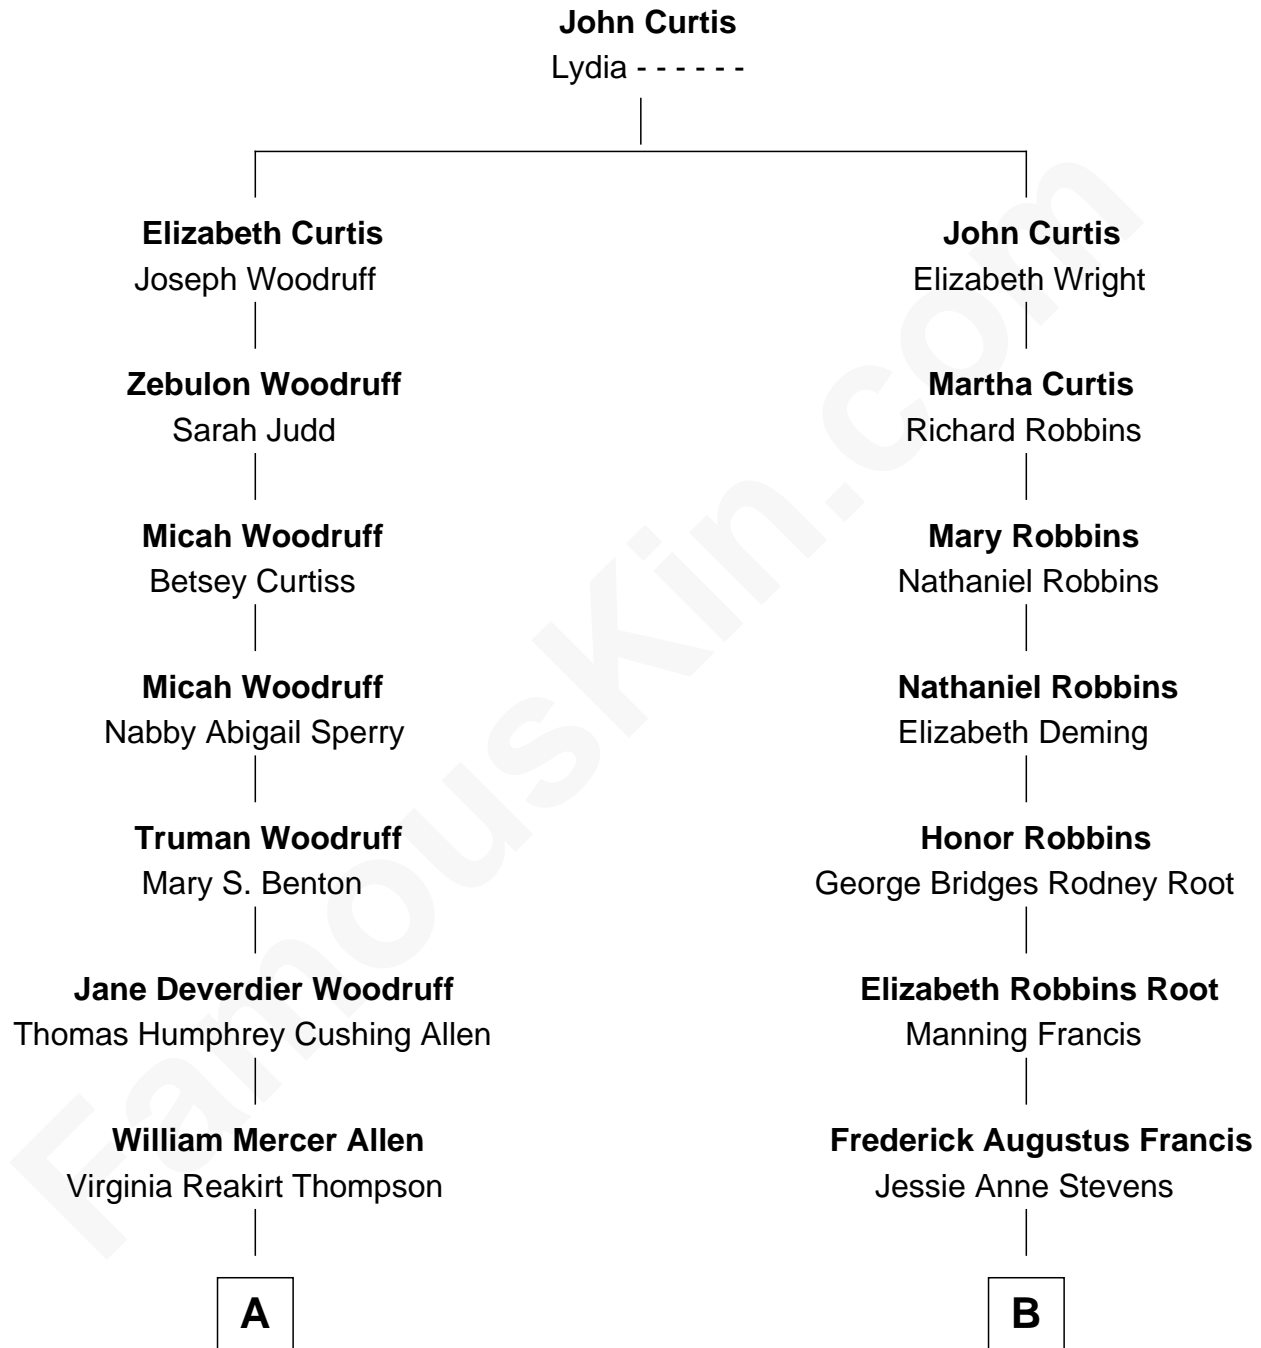 John Curtis
Lydia - - - - - -
Elizabeth Curtis
Joseph Woodruff
John Curtis
Elizabeth Wright
Zebulon Woodruff
Sarah Judd
Martha Curtis
Richard Robbins
Micah Woodruff
Betsey Curtiss
Mary Robbins
Nathaniel Robbins
Micah Woodruff
Nabby Abigail Sperry
Nathaniel Robbins
Elizabeth Deming
Truman Woodruff
Mary S. Benton
Honor Robbins
George Bridges Rodney Root
Jane Deverdier Woodruff
Thomas Humphrey Cushing Allen
Elizabeth Robbins Root
Manning Francis
William Mercer Allen
Virginia Reakirt Thompson
Frederick Augustus Francis
Jessie Anne Stevens
A
B
FamousKin.com